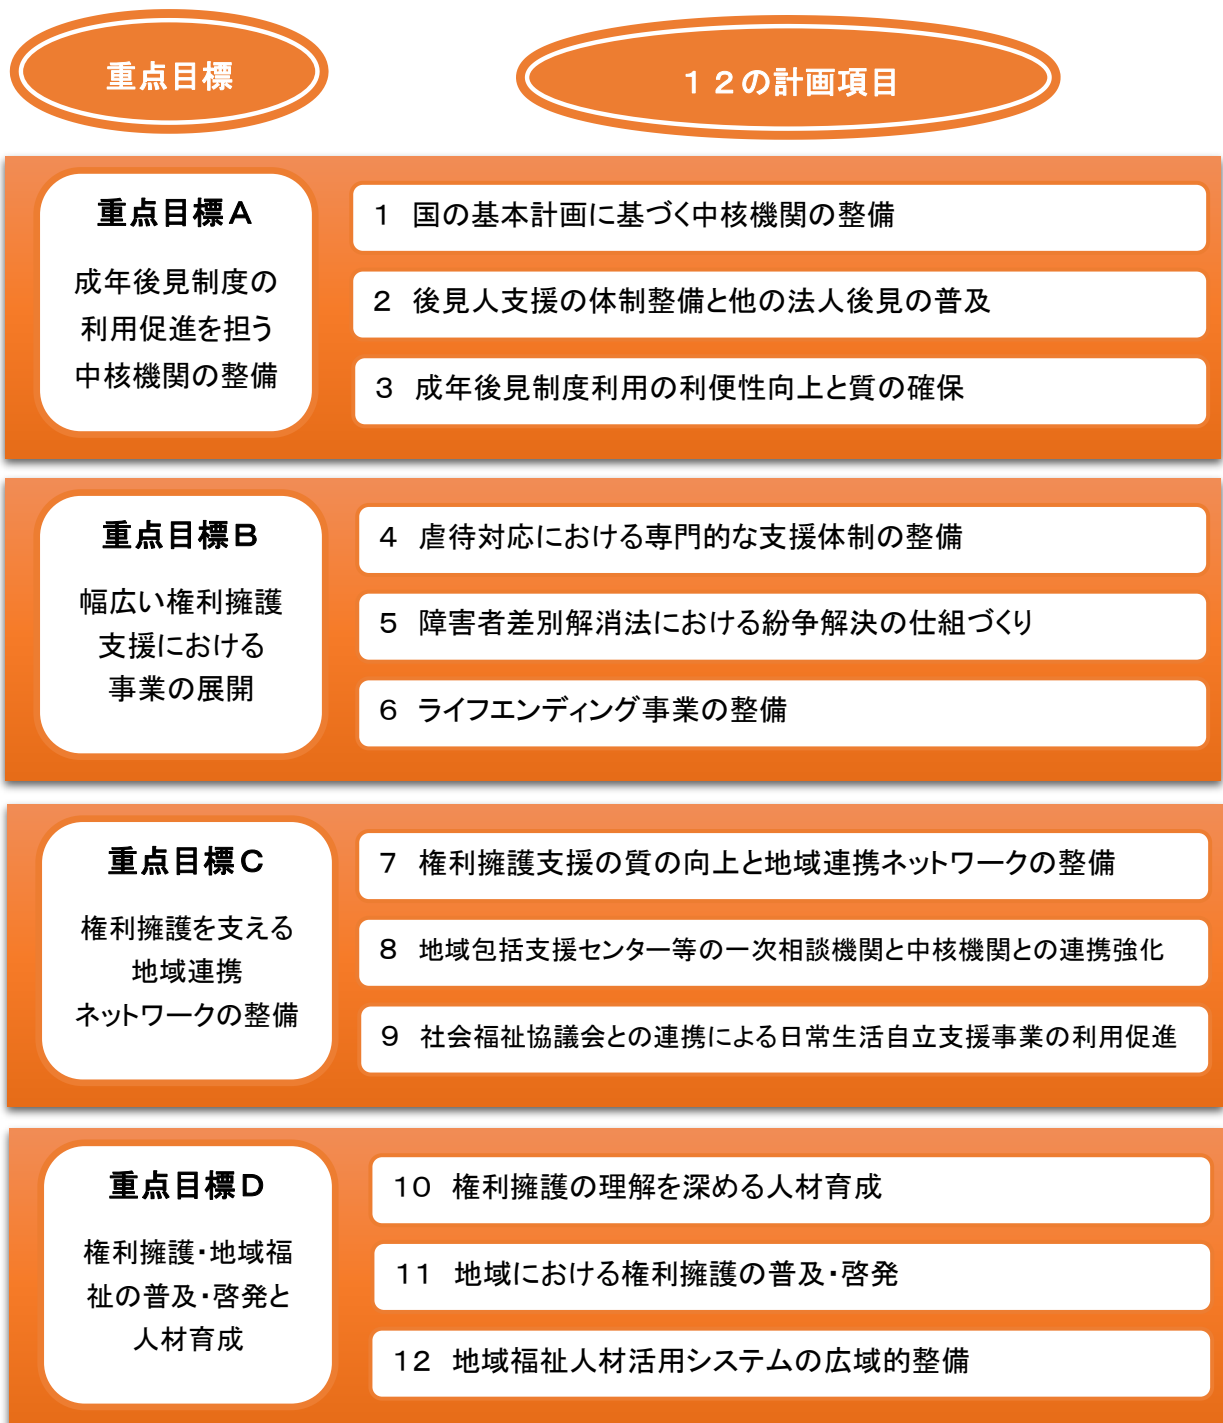 重点目標
１２の計画項目
重点目標Ａ
成年後見制度の
利用促進を担う
中核機関の整備
１　国の基本計画に基づく中核機関の整備
２　後見人支援の体制整備と他の法人後見の普及
３　成年後見制度利用の利便性向上と質の確保
重点目標Ｂ
幅広い権利擁護
支援における
事業の展開
４　虐待対応における専門的な支援体制の整備
５　障害者差別解消法における紛争解決の仕組づくり
６　ライフエンディング事業の整備
重点目標Ｃ
権利擁護を支える
地域連携
ネットワークの整備
７　権利擁護支援の質の向上と地域連携ネットワークの整備
８　地域包括支援センター等の一次相談機関と中核機関との連携強化
９　社会福祉協議会との連携による日常生活自立支援事業の利用促進
重点目標Ｄ
権利擁護・地域福
祉の普及・啓発と
人材育成
１０　権利擁護の理解を深める人材育成
１１　地域における権利擁護の普及・啓発
１２　地域福祉人材活用システムの広域的整備